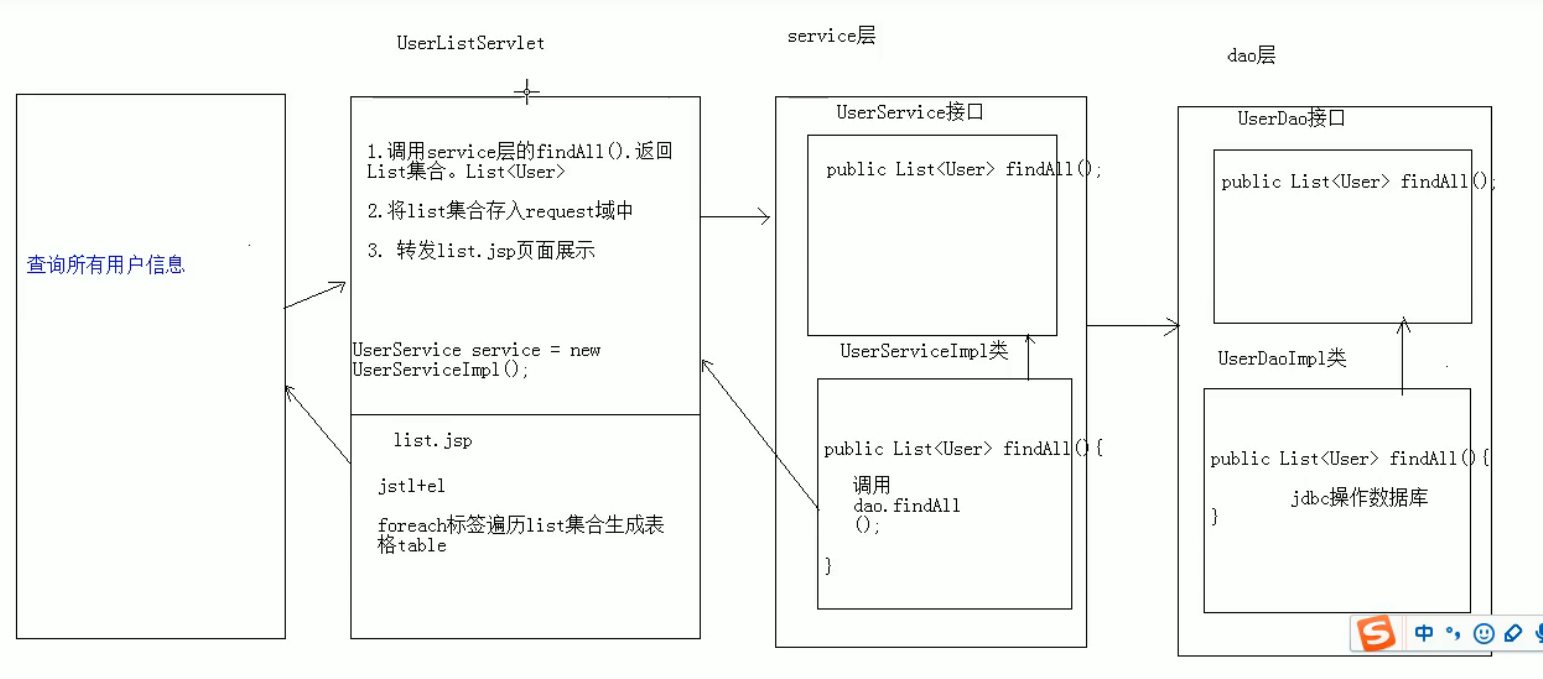 UserListServlet
service层
dao层
查询所有用户信息
1.调用service层的findAll().返回
List集合。List<User>
2.将list集合存入request域中
3. 转发list.jsp页面展示
UserService service = new
UserServiceImpl();
list.jsp
jstl+el
foreach标签遍历list集合生成表
格table
UserService接口
public List<User> findAll();
UserServiceImpl类
public List<User> findAll(){
调用
dao.findAll
();
}
UserDao接口
public List<User> findAll();
UserDaoImpl类
public List<User> findAll(){
jdbc操作数据库
}
S 中